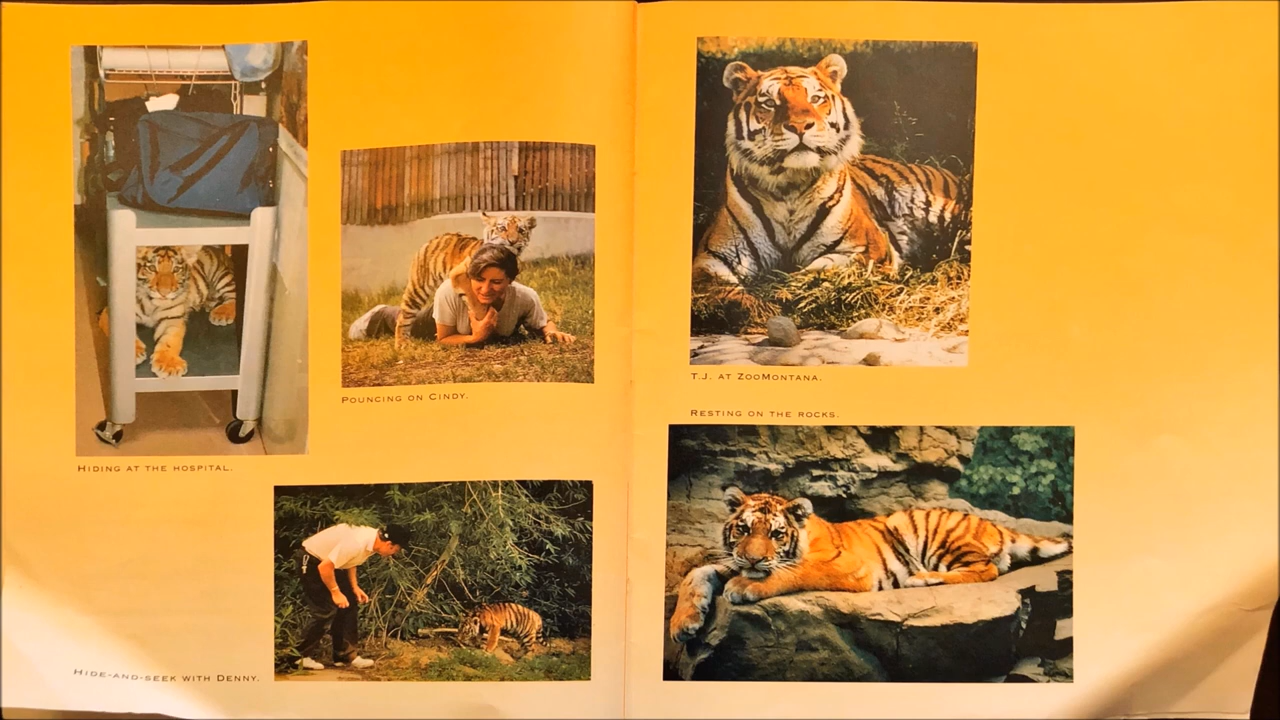 Hiding at the hospital.
Pouncing on Cindy.
Hide-and-seek with Denny.
T.J. at ZooMontana.
Resting on the rocks.